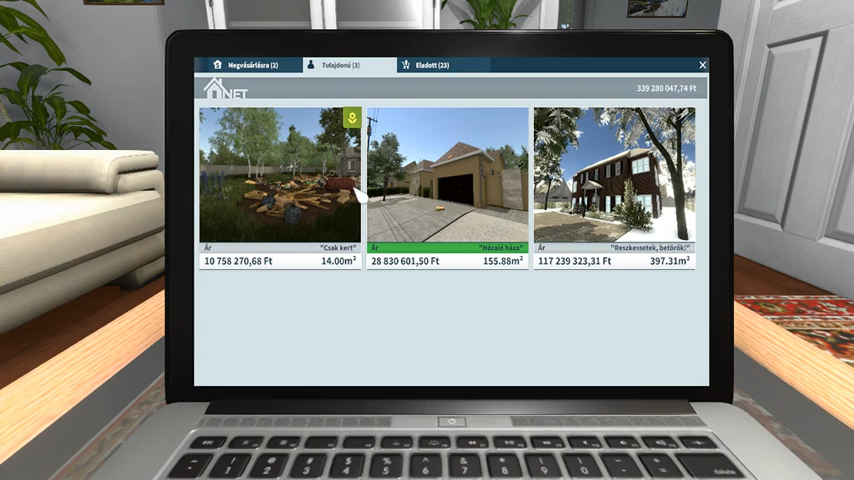 Megvásárlásra (2)
Tulajdonú (3)
Eladott (23)
X
NET
339 280 047,74 Ft
Ár "Csak kert"
10 758 270,68 Ft 14.00m²
Ár "Házaló háza"
28 830 601,50 Ft 155.88m²
Ár "Reszkessetek, betörők!"
117 239 323,31 Ft 397.31m²
delete